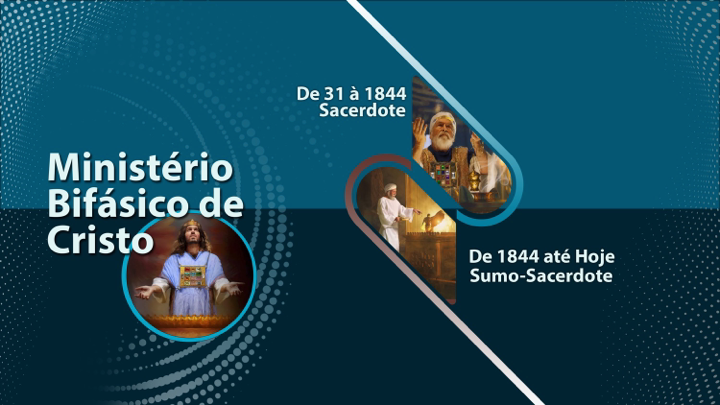 De 31 à 1844
Sacerdote
Ministério
Bifásico de
Cristo
De 1844 até Hoje
Sumo-Sacerdote